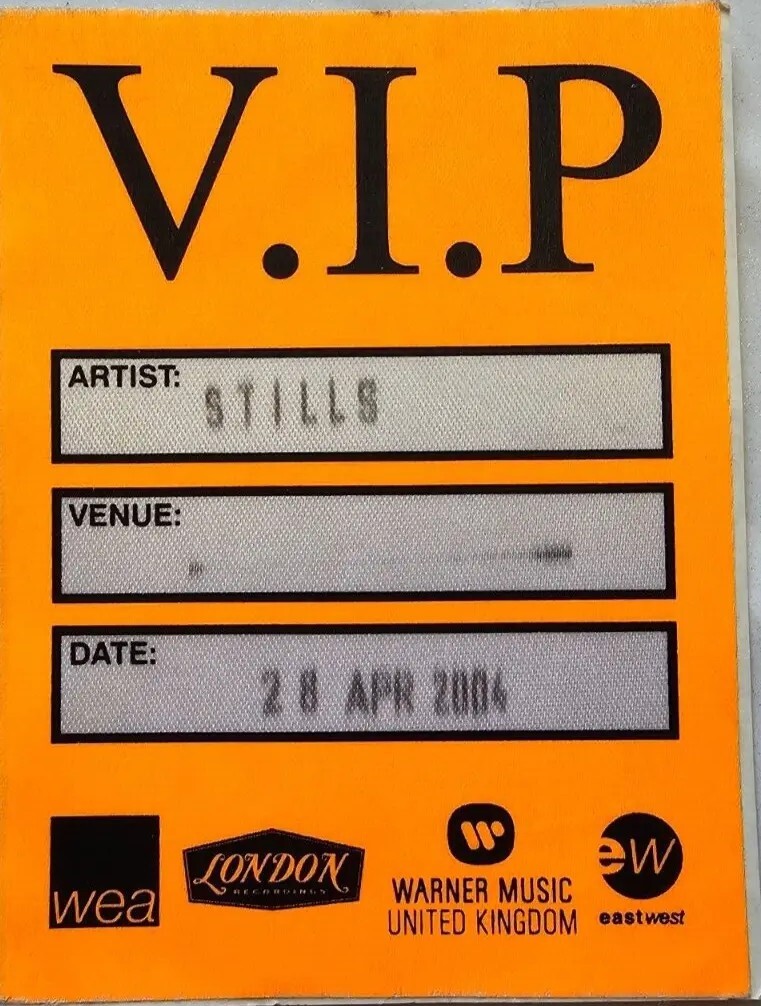 V.I.P
ARTIST: STILLS
VENUE:
DATE: 28 APR 2004
wea
LONDON
RECORDINGS
WARNER MUSIC
UNITED KINGDOM
ew
eastwest